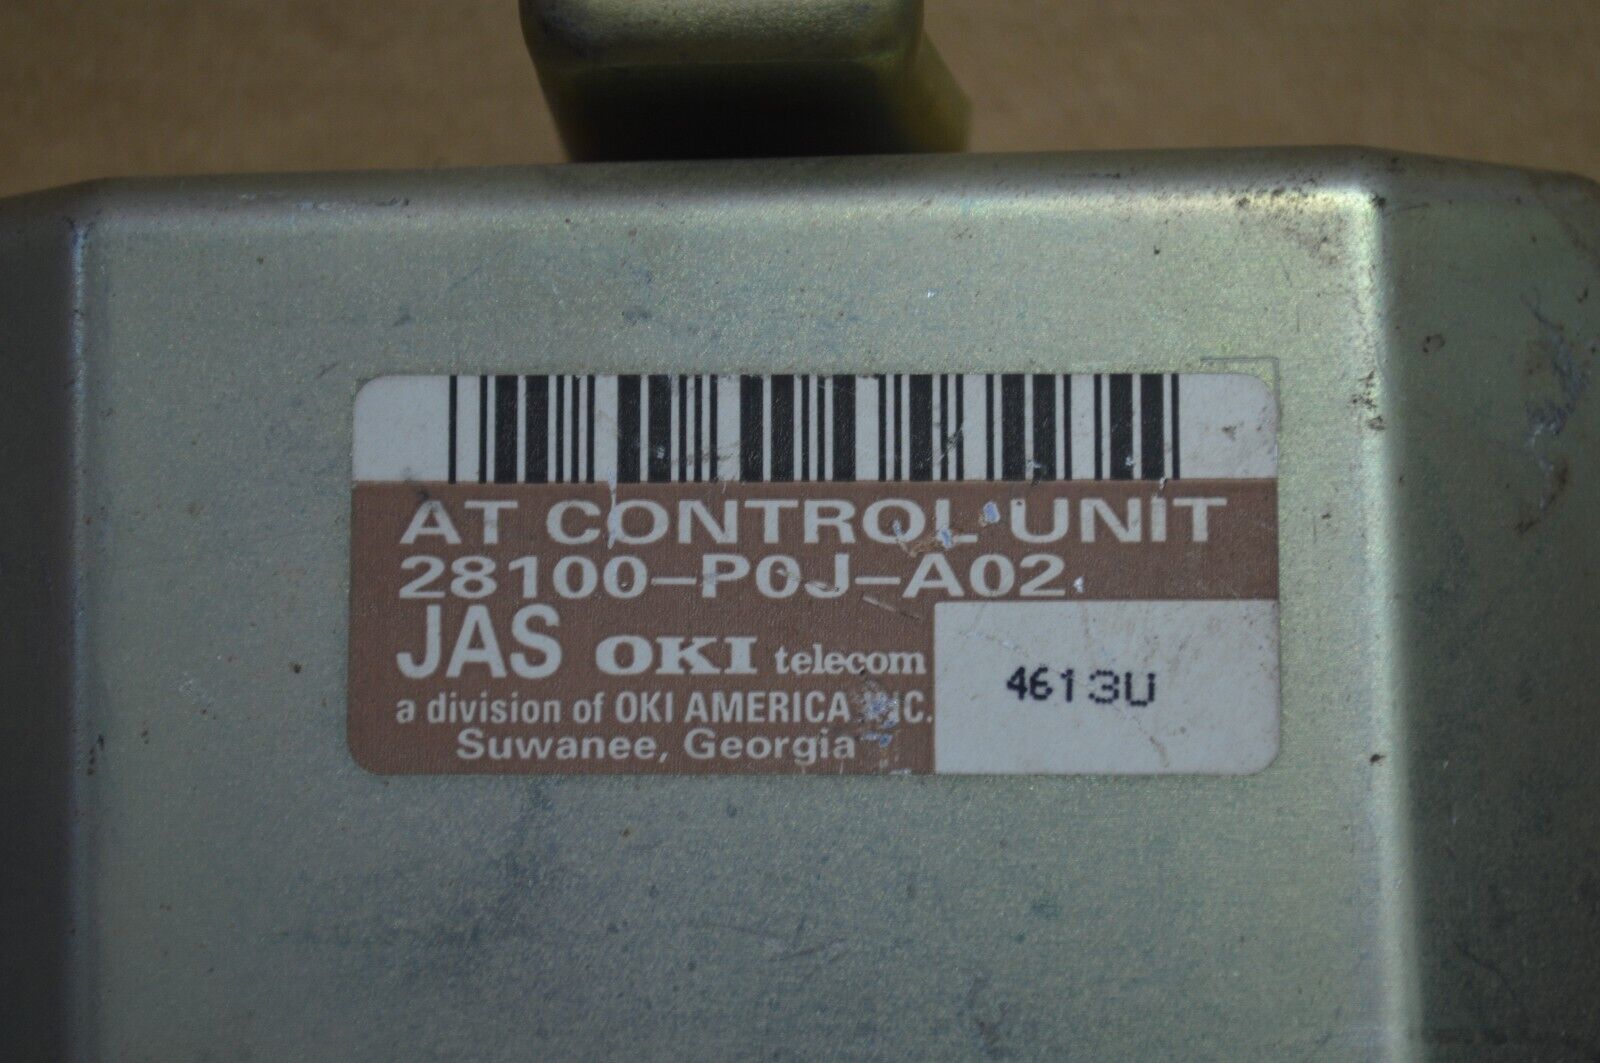 AT CONTROL UNIT
28100-P0J-A02
JAS OKI telecom
4613U
a division of OKI AMERICA INC.
Suwanee, Georgia